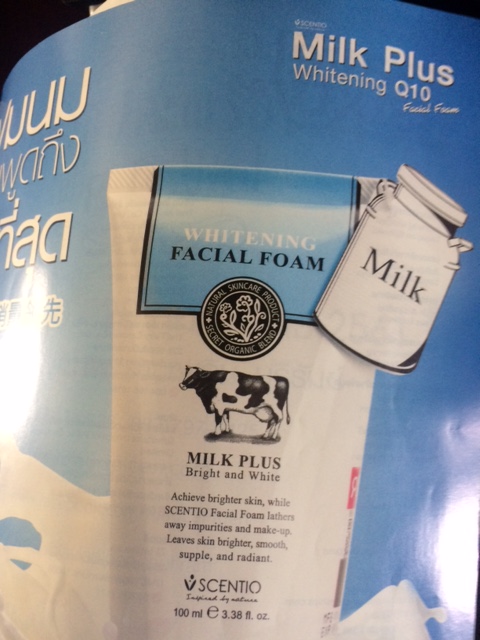 SCENTIO
Milk Plus
Whitening Q10
Facial Foam
มนม
พูดถึง
ที่สุด
先
WHITENING
FACIAL FOAM
Milk
NATURAL SKINCARE PRODUCT
SECRET ORGANIC BLEND
MILK PLUS
Bright and White
Achieve brighter skin, while
SCENTIO Facial Foam lathers
away impurities and make-up.
Leaves skin brighter, smooth,
supple, and radiant.
SCENTIO
Inspired by nature
100 ml e 3.38 fl. oz.